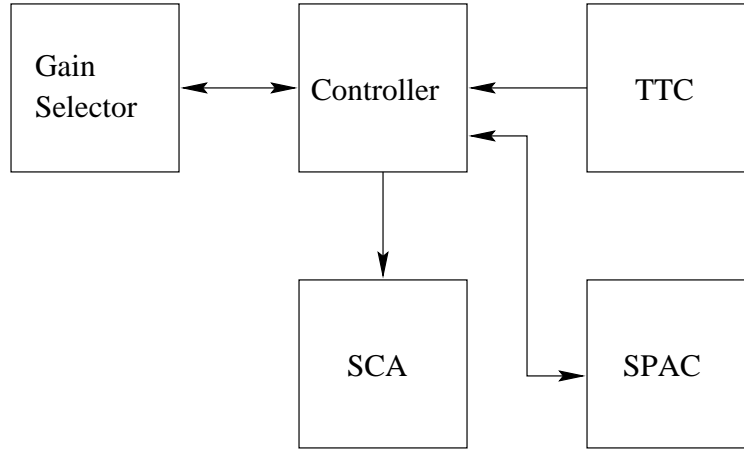 Gain
Selector
Controller
TTC
SCA
SPAC